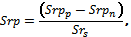 Srp = (Srp_p − Srp_n) / Sr_s,